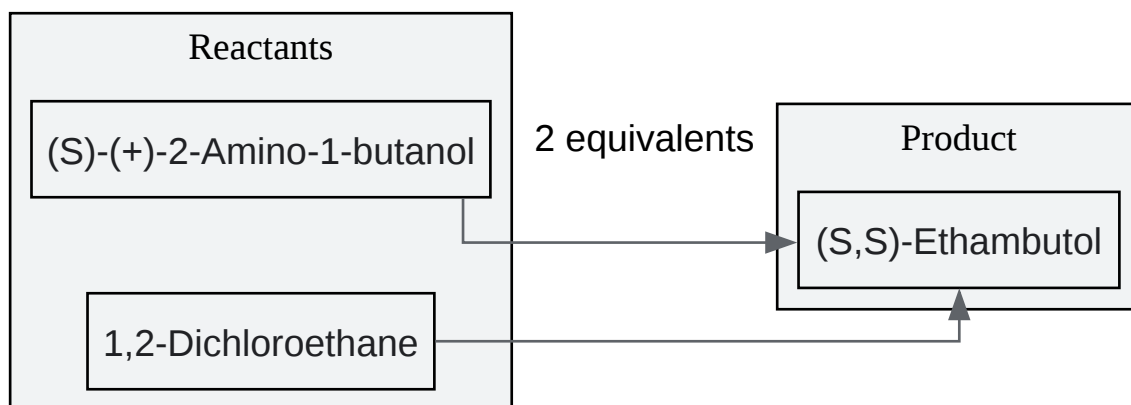 Reactants
(S)-(+)-2-Amino-1-butanol
1,2-Dichloroethane
2 equivalents
Product
(S,S)-Ethambutol